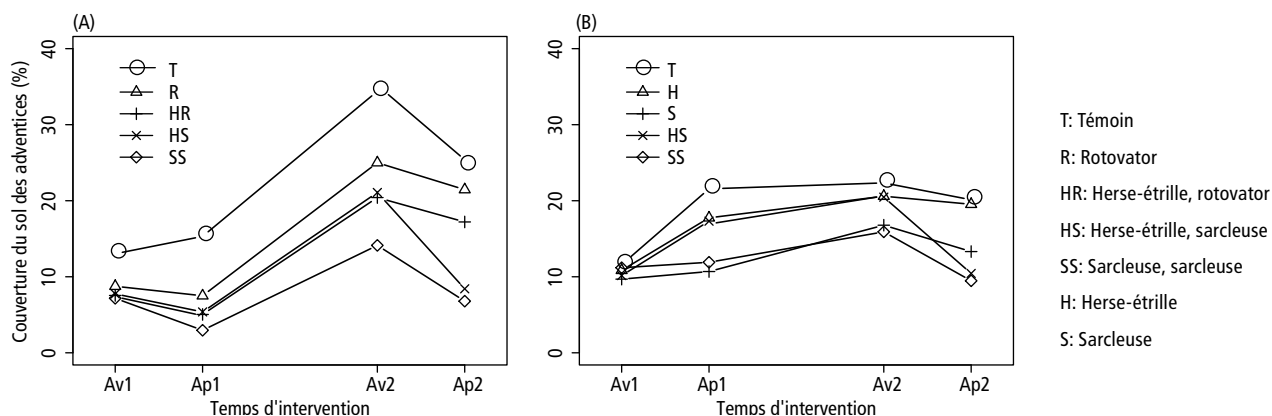 (A)
Couverture du sol des adventices (%)
40
30
20
10
0
T
R
HR
HS
SS
Av1 Ap1 Av2 Ap2
Temps d'intervention
(B)
40
30
20
10
0
T
H
S
HS
SS
Av1 Ap1 Av2 Ap2
Temps d'intervention
T: Témoin
R: Rotovator
HR: Herse-étrille, rotovator
HS: Herse-étrille, sarcleuse
SS: Sarcleuse, sarcleuse
H: Herse-étrille
S: Sarcleuse